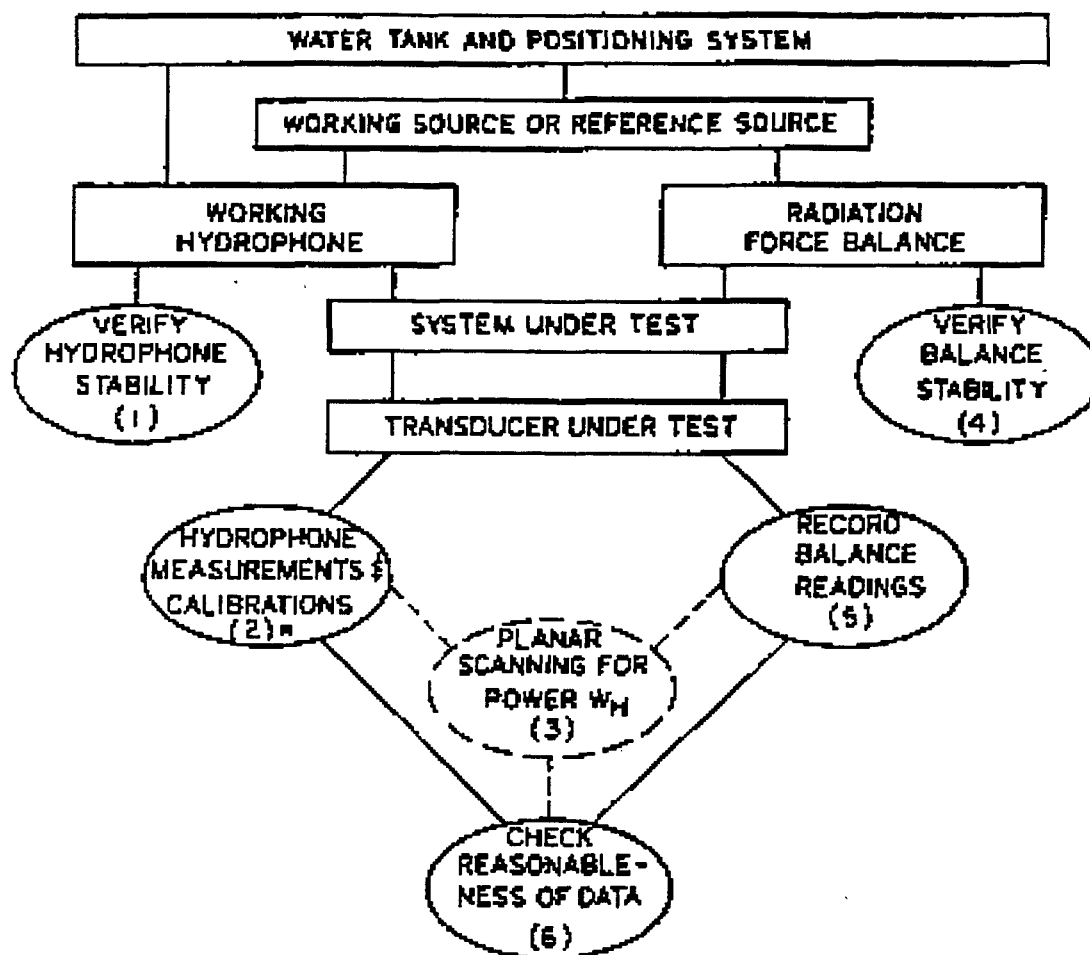 WATER TANK AND POSITIONING SYSTEM
WORKING SOURCE OR REFERENCE SOURCE
WORKING
HYDROPHONE
RADIATION
FORCE BALANCE
VERIFY
HYDROPHONE
STABILITY
(1)
SYSTEM UNDER TEST
VERIFY
BALANCE
STABILITY
(4)
TRANSDUCER UNDER TEST
HYDROPHONE
MEASUREMENTS &
CALIBRATIONS
(2)*
RECORD
BALANCE
READINGS
(5)
PLANAR
SCANNING FOR
POWER WH
(3)
CHECK
REASONABLE-
NESS OF DATA
(6)